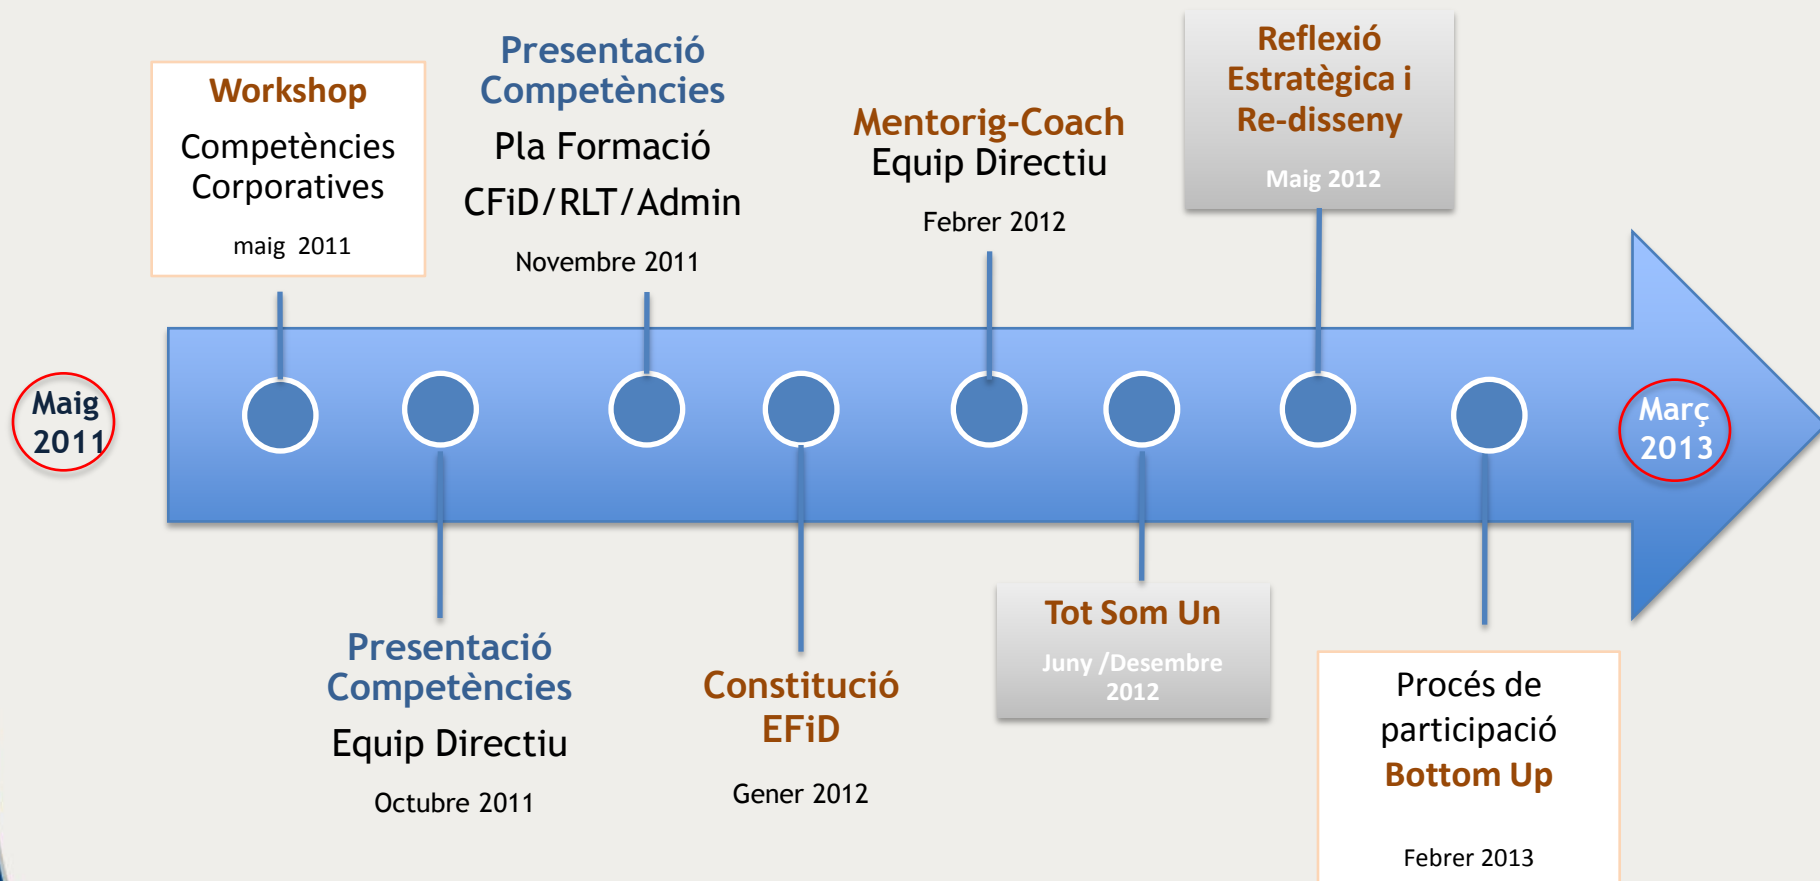 Workshop
Competències
Corporatives
maig 2011
Presentació
Competències
Pla Formació
CFiD/RLT/Admin
Novembre 2011
Mentorig-Coach
Equip Directiu
Febrer 2012
Reflexió
Estratègica i
Re-disseny
Maig 2012
Maig
2011
Març
2013
Presentació
Competències
Equip Directiu
Octubre 2011
Constitució
EFiD
Gener 2012
Tot Som Un
Juny /Desembre
2012
Procés de
participació
Bottom Up
Febrer 2013